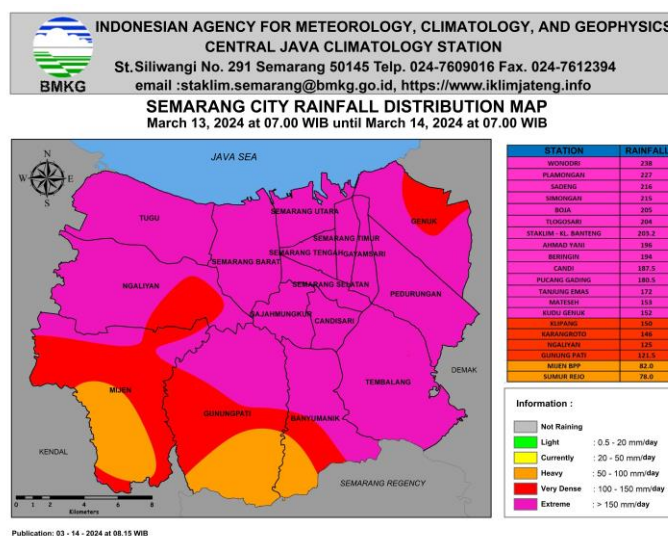 INDONESIAN AGENCY FOR METEOROLOGY, CLIMATOLOGY, AND GEOPHYSICS
CENTRAL JAVA CLIMATOLOGY STATION
St.Siliwangi No. 291 Semarang 50145 Telp. 024-7609016 Fax. 024-7612394
email :staklim.semarang@bmkg.go.id, https://www.iklimjateng.info
BMKG
SEMARANG CITY RAINFALL DISTRIBUTION MAP
March 13, 2024 at 07.00 WIB until March 14, 2024 at 07.00 WIB
JAVA SEA
N
W E
S
TUGU
SEMARANG UTARA
GENUK
SEMARANG TIMUR
SEMARANG TENGAH
GAYAMSARI
SEMARANG BARAT
NGALIYAN
SEMARANG SELATAN
PEDURUNGAN
GAJAHMUNGKUR
CANDISARI
MIJEN
GUNUNGPATI
BANYUMANIK
TEMBALANG
DEMAK
KENDAL
SEMARANG REGENCY
0 1 2 4 6 8
Kilometers
STATION RAINFALL
WONODRI 238
PLAMONGAN 227
SADENG 216
SIMONGAN 215
BOJA 205
TLOGOSARI 204
STAKLIM - KL. BANTENG 203.2
AHMAD YANI 196
BERINGIN 194
CANDI 187.5
PUCANG GADING 180.5
TANJUNG EMAS 172
MATESEH 153
KUDU GENUK 152
KLIPANG 150
KARANGROTO 146
NGALIYAN 125
GUNUNG PATI 121.5
MIJEN BPP 82.0
SUMUR REJO 78.0
Information :
Not Raining
Light : 0.5 - 20 mm/day
Currently : 20 - 50 mm/day
Heavy : 50 - 100 mm/day
Very Dense : 100 - 150 mm/day
Extreme : > 150 mm/day
Publication: 03 - 14 - 2024 at 08.15 WIB